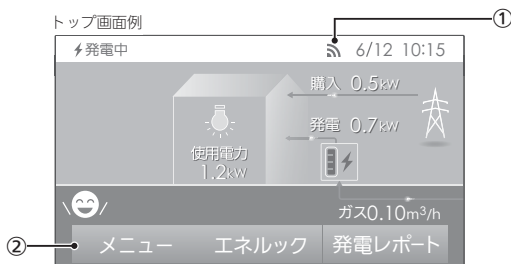 トップ画面例
①
発電中 6/12 10:15
購入 0.5kW
発電 0.7kW
使用電力
1.2kW
ガス0.10m³/h
② メニュー エネルック 発電レポート